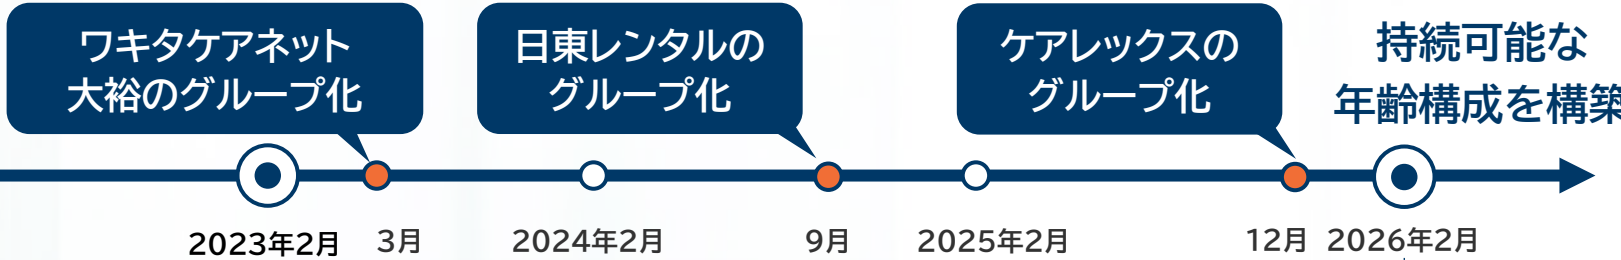 ワキタケアネット
大裕のグループ化
日東レンタルの
グループ化
ケアレックスの
グループ化
持続可能な
年齢構成を構築
2023年2月
3月
2024年2月
9月
2025年2月
12月
2026年2月